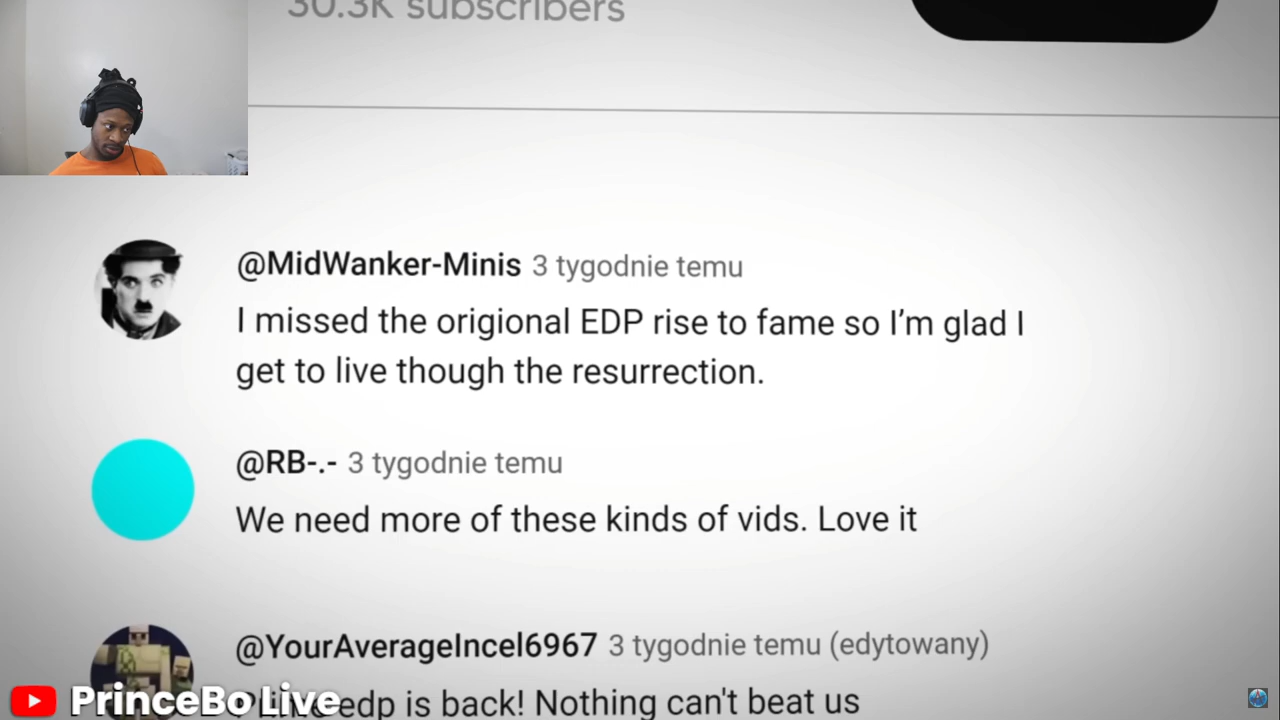 30.3K subscribers
@MidWanker-Minis 3 tygodnie temu
I missed the origional EDP rise to fame so I'm glad I
get to live though the resurrection.
@RB-.- 3 tygodnie temu
We need more of these kinds of vids. Love it
@YourAverageIncel6967 3 tygodnie temu (edytowany)
edp is back! Nothing can't beat us
PrinceBo Live